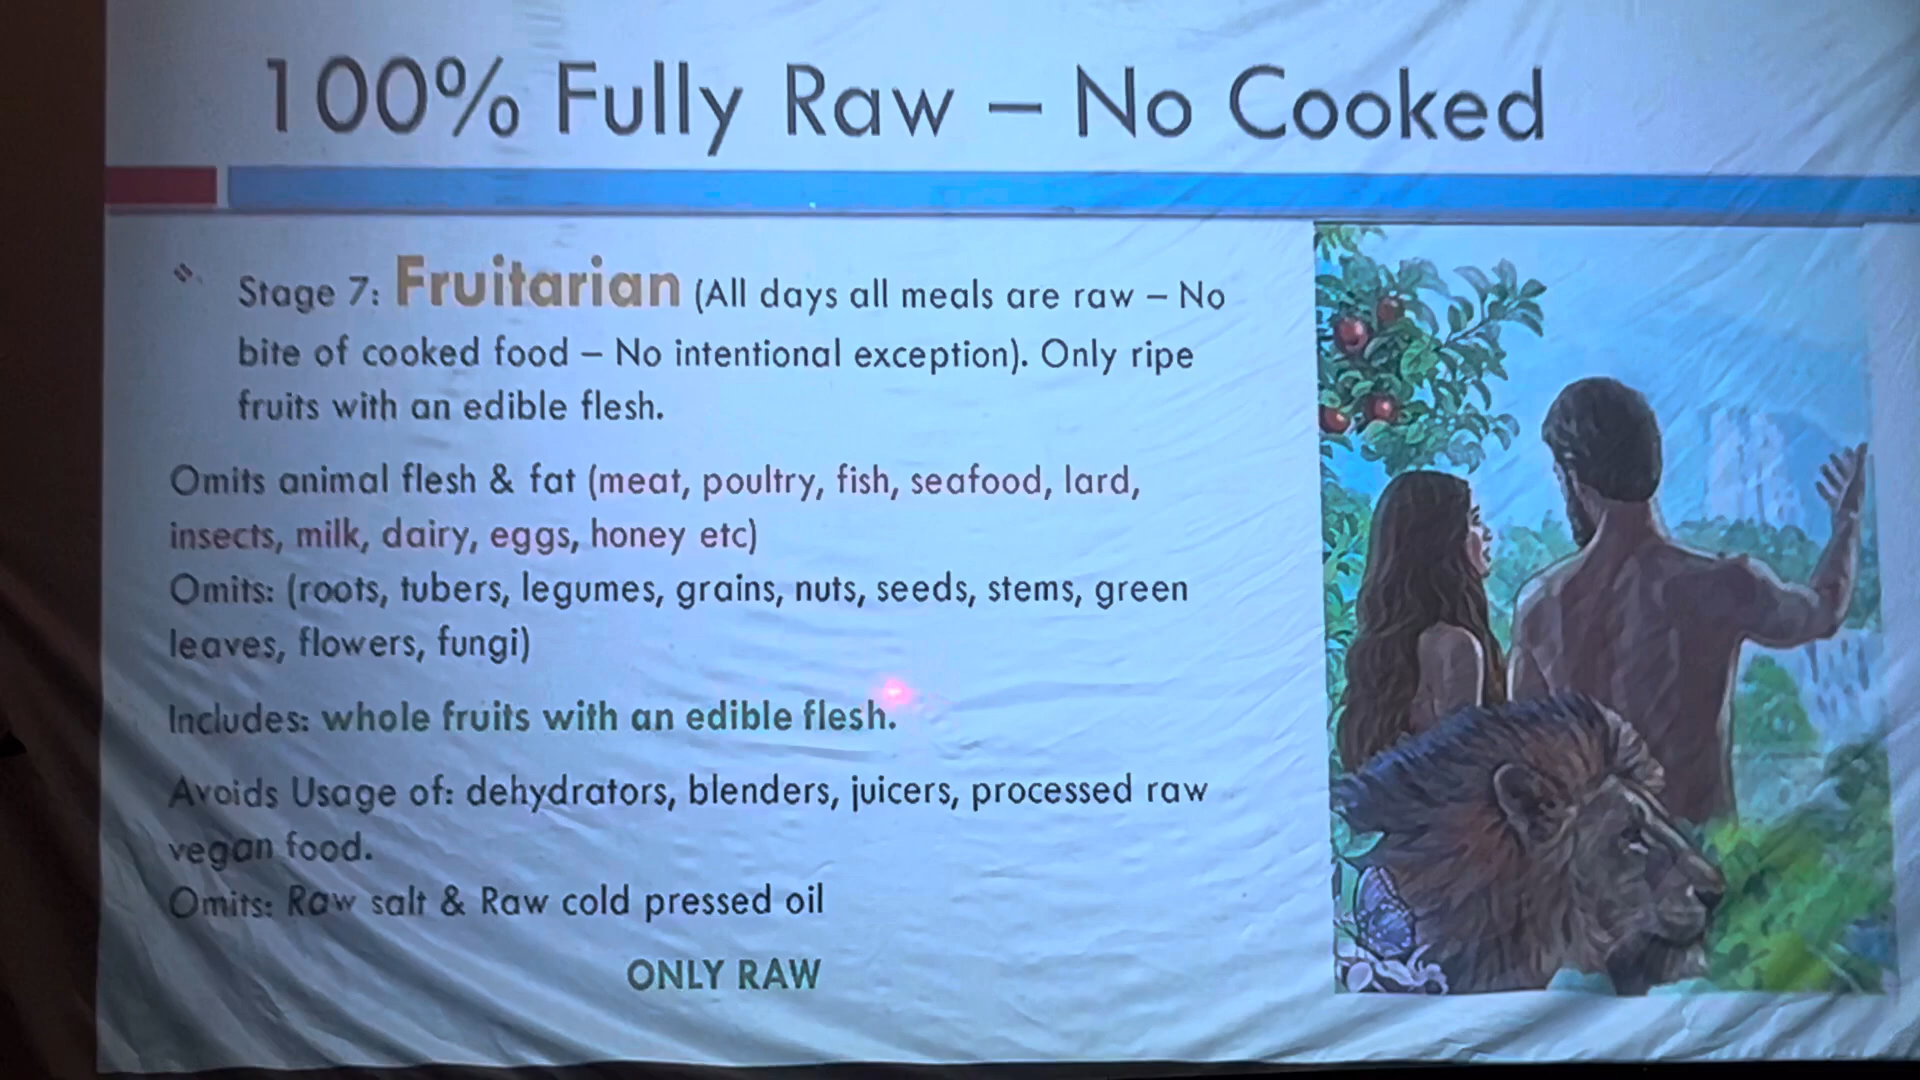 100% Fully Raw – No Cooked
Stage 7: Fruitarian (All days all meals are raw – No
bite of cooked food – No intentional exception). Only ripe
fruits with an edible flesh.
Omits animal flesh & fat (meat, poultry, fish, seafood, lard,
insects, milk, dairy, eggs, honey etc)
Omits: (roots, tubers, legumes, grains, nuts, seeds, stems, green
leaves, flowers, fungi)
Includes: whole fruits with an edible flesh.
Avoids Usage of: dehydrators, blenders, juicers, processed raw
vegan food.
Omits: Raw salt & Raw cold pressed oil
ONLY RAW